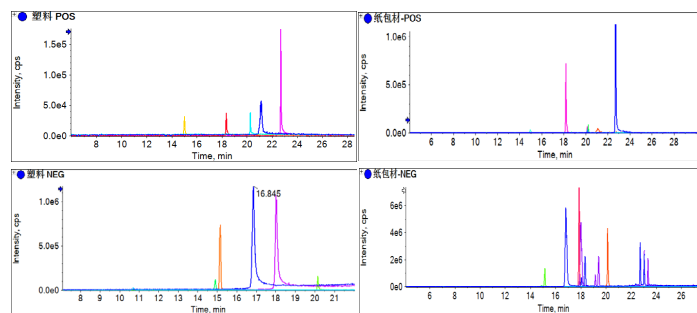 塑料 POS
Intensity, cps
1.5e5
1.0e5
5.0e4
0.0e0
8 10 12 14 16 18 20 22 24 26 28
Time, min
纸包材-POS
Intensity, cps
1.0e6
5.0e5
0.0e0
6 8 10 12 14 16 18 20 22 24 26 28
Time, min
塑料 NEG
16.845
Intensity, cps
1.0e6
5.0e5
0.0e0
8 9 10 11 12 13 14 15 16 17 18 19 20 21
Time, min
纸包材-NEG
Intensity, cps
6e6
4e6
2e6
0e0
6 8 10 12 14 16 18 20 22 24 26
Time, min